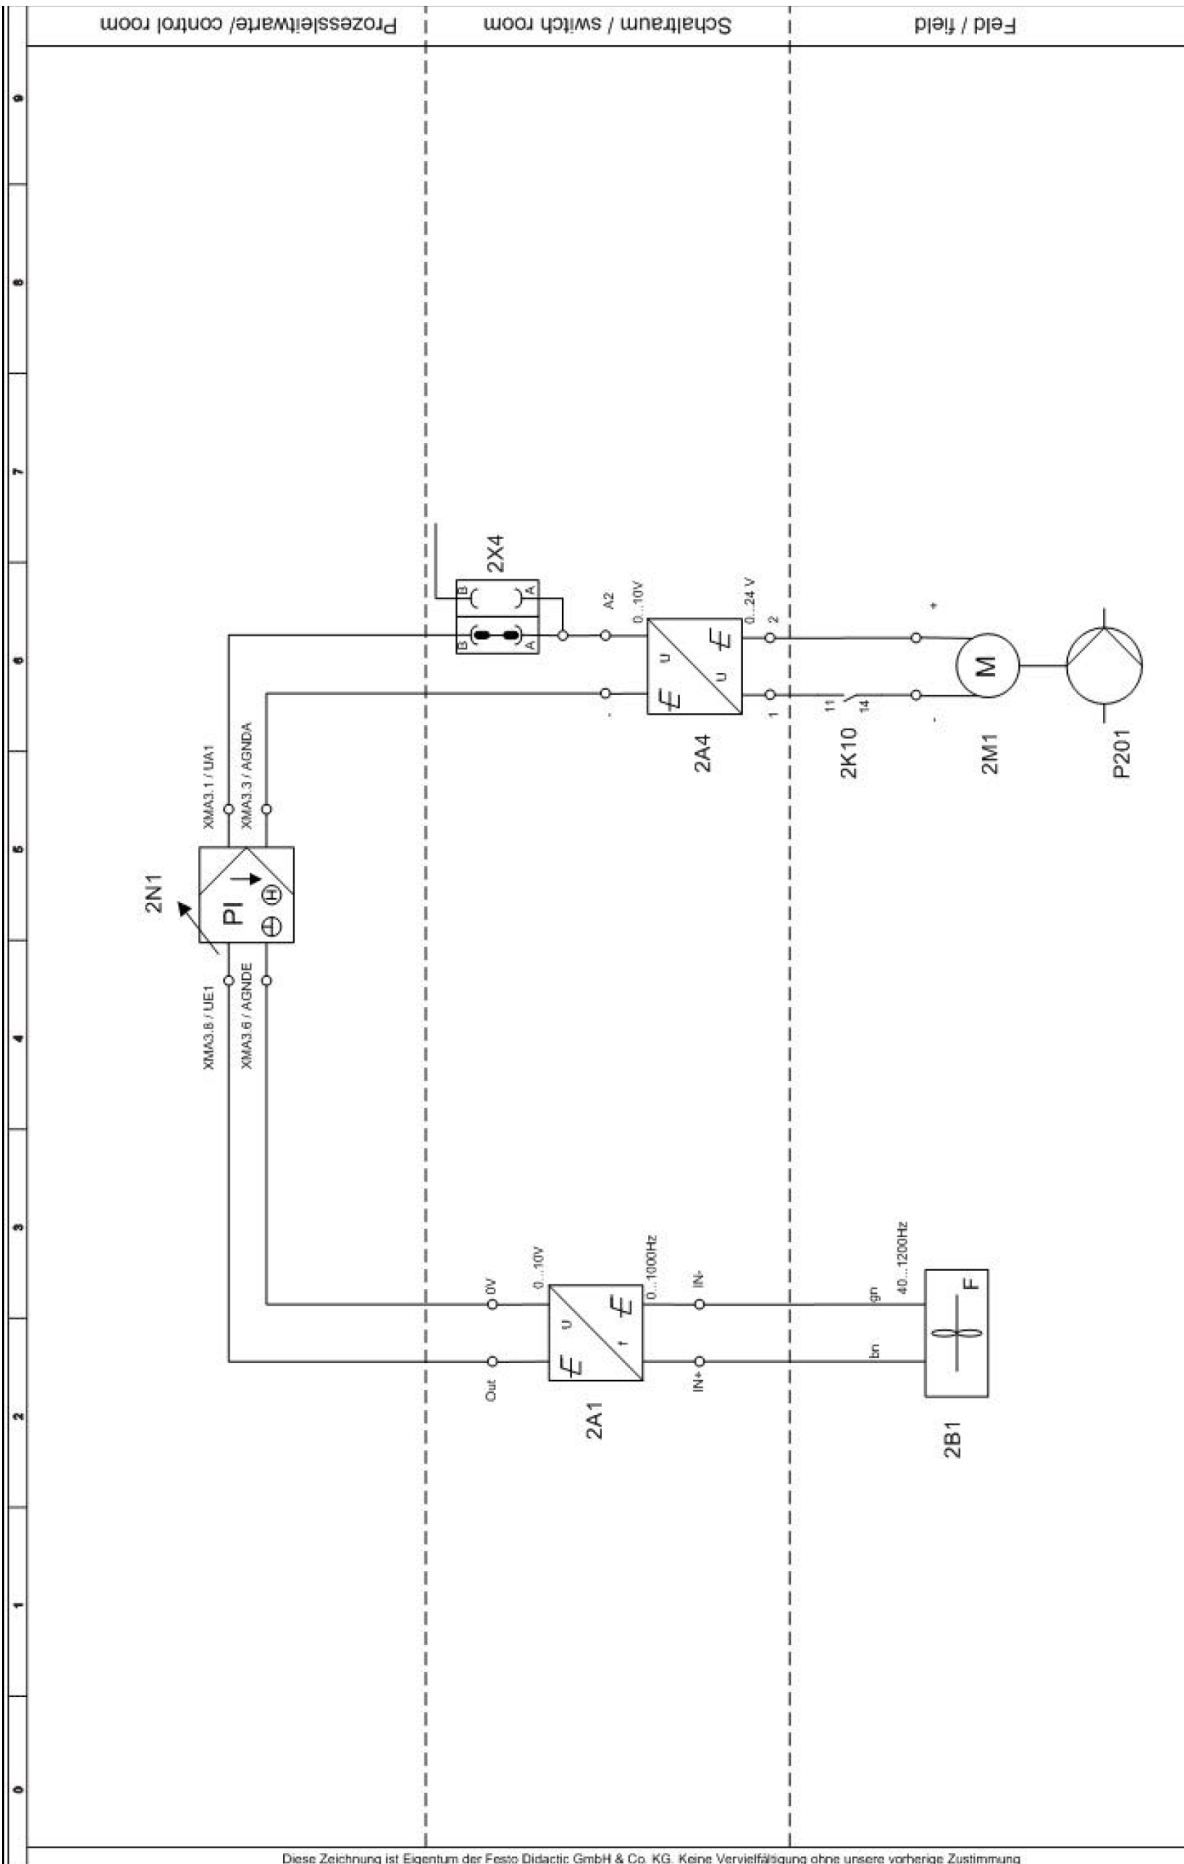 Prozessleitwarte/ control room
Schaltraum / switch room
Feld / field
0
1
2
3
4
5
6
7
8
9
2N1
PI
H
XMA3.8 / UE1
XMA3.6 / AGNDE
XMA3.1 / UA1
XMA3.3 / AGNDA
2X4
B
B
A
A
Out
0V
0...10V
U
f
2A1
0...1000Hz
IN+
IN-
-
A2
0...10V
U
U
2A4
0...24 V
1
2
bn
gn
40...1200Hz
F
2B1
11
14
2K10
-
+
M
2M1
P201
Diese Zeichnung ist Eigentum der Festo Didactic GmbH & Co. KG. Keine Vervielfältigung ohne unsere vorherige Zustimmung